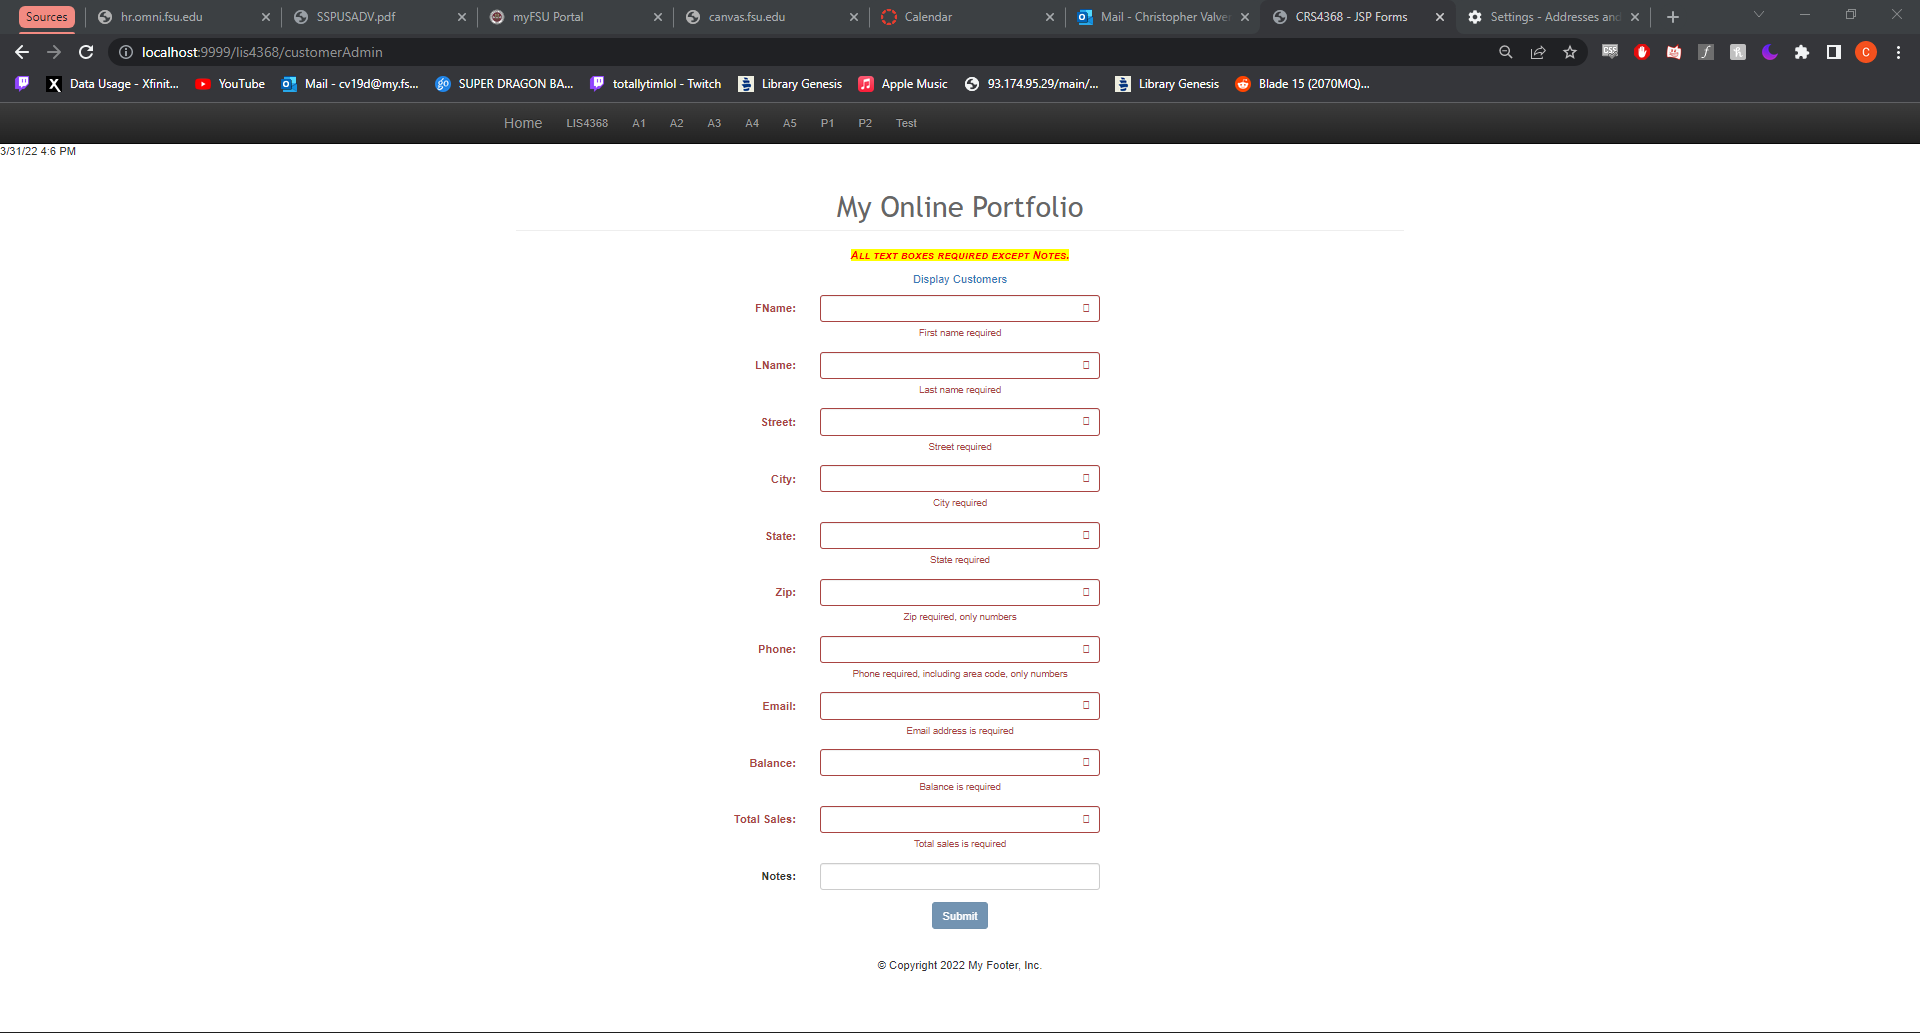 Sources hr.omni.fsu.edu SSPUSADV.pdf myFSU Portal canvas.fsu.edu Calendar Mail - Christopher Valve CRS4368 - JSP Forms Settings - Addresses and
localhost:9999/lis4368/customerAdmin
Data Usage - Xfinit... YouTube Mail - cv19d@my.fs... SUPER DRAGON BA... totallytimlol - Twitch Library Genesis Apple Music 93.174.95.29/main/... Library Genesis Blade 15 (2070MQ)...
Home LIS4368 A1 A2 A3 A4 A5 P1 P2 Test
3/31/22 4:6 PM
My Online Portfolio
All text boxes required except Notes.
Display Customers
FName:
First name required
LName:
Last name required
Street:
Street required
City:
City required
State:
State required
Zip:
Zip required, only numbers
Phone:
Phone required, including area code, only numbers
Email:
Email address is required
Balance:
Balance is required
Total Sales:
Total sales is required
Notes:
Submit
© Copyright 2022 My Footer, Inc.